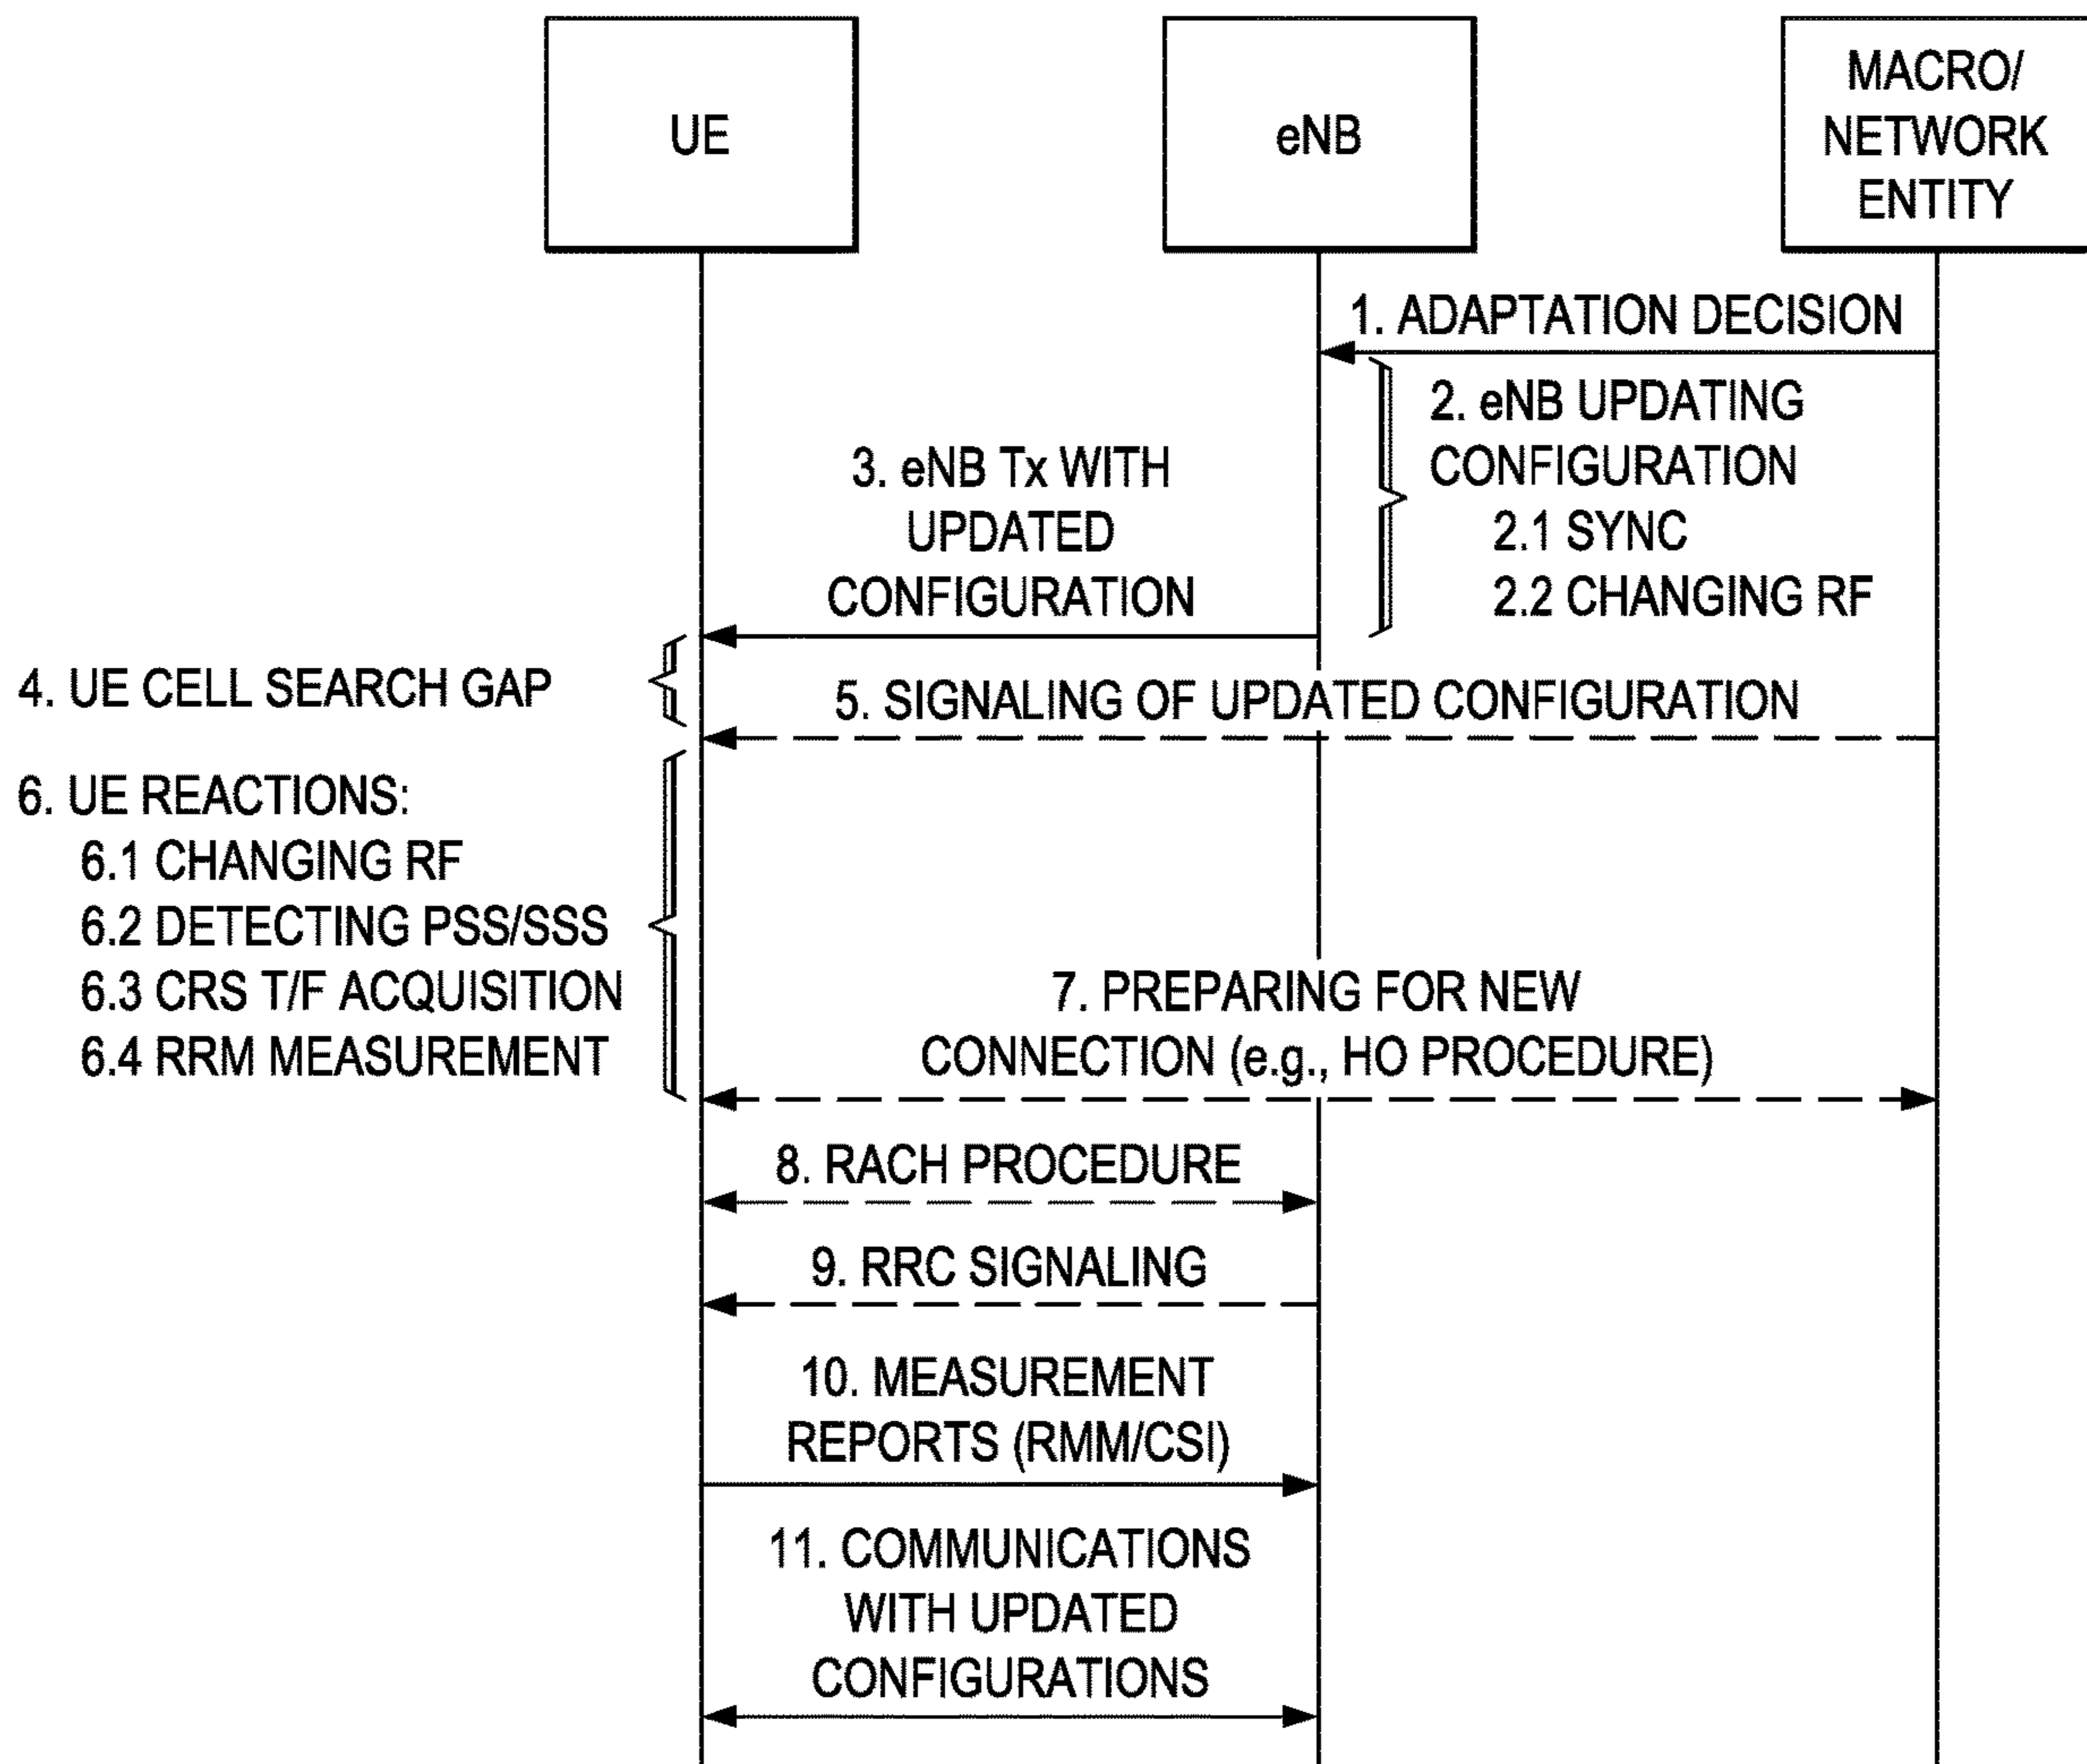 UE
eNB
MACRO/
NETWORK
ENTITY
1. ADAPTATION DECISION
2. eNB UPDATING
CONFIGURATION
2.1 SYNC
2.2 CHANGING RF
3. eNB Tx WITH
UPDATED
CONFIGURATION
4. UE CELL SEARCH GAP
5. SIGNALING OF UPDATED CONFIGURATION
6. UE REACTIONS:
6.1 CHANGING RF
6.2 DETECTING PSS/SSS
6.3 CRS T/F ACQUISITION
6.4 RRM MEASUREMENT
7. PREPARING FOR NEW
CONNECTION (e.g., HO PROCEDURE)
8. RACH PROCEDURE
9. RRC SIGNALING
10. MEASUREMENT
REPORTS (RMM/CSI)
11. COMMUNICATIONS
WITH UPDATED
CONFIGURATIONS